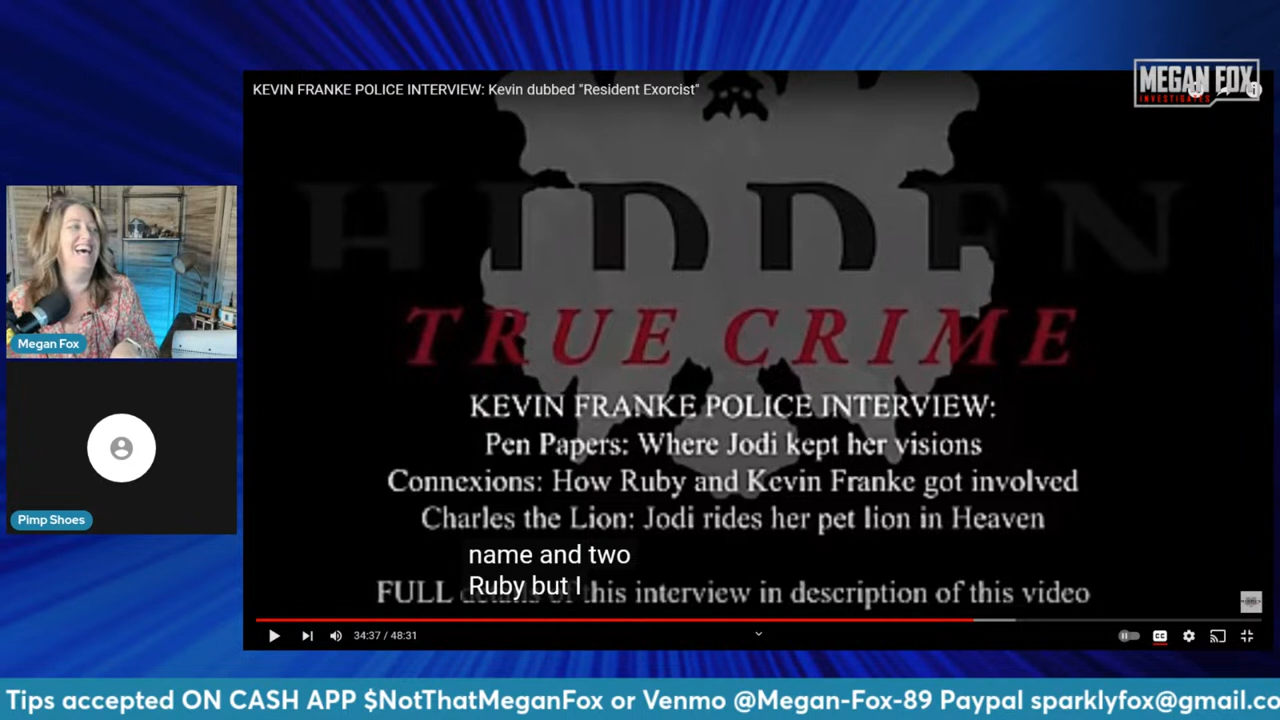 KEVIN FRANKE POLICE INTERVIEW: Kevin dubbed "Resident Exorcist"
MEGAN FOX
INVESTIGATES
HIDDEN
TRUE CRIME
KEVIN FRANKE POLICE INTERVIEW:
Pen Papers: Where Jodi kept her visions
Connexions: How Ruby and Kevin Franke got involved
Charles the Lion: Jodi rides her pet lion in Heaven
name and two
Ruby but I
FULL details of this interview in description of this video
34:37 / 48:31
CC
Megan Fox
Pimp Shoes
Tips accepted ON CASH APP $NotThatMeganFox or Venmo @Megan-Fox-89 Paypal sparklyfox@gmail.co